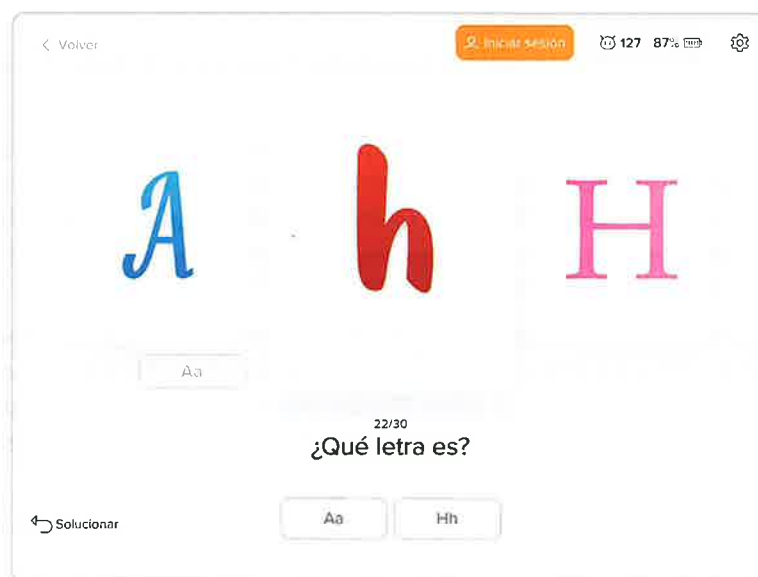 Volver
Iniciar sesión
127 87%
A
h
H
Aa
22/30
¿Qué letra es?
Solucionar
Aa
Hh